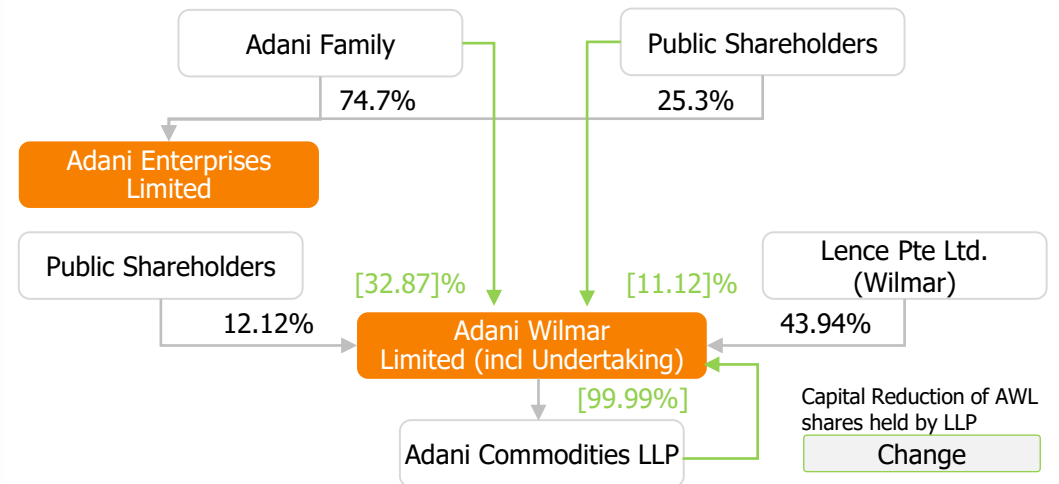 Adani Family
Public Shareholders
74.7%
25.3%
Adani Enterprises
Limited
Public Shareholders
Lence Pte Ltd.
(Wilmar)
[32.87]%
[11.12]%
12.12%
43.94%
Adani Wilmar
Limited (incl Undertaking)
[99.99%]
Adani Commodities LLP
Capital Reduction of AWL
shares held by LLP
Change